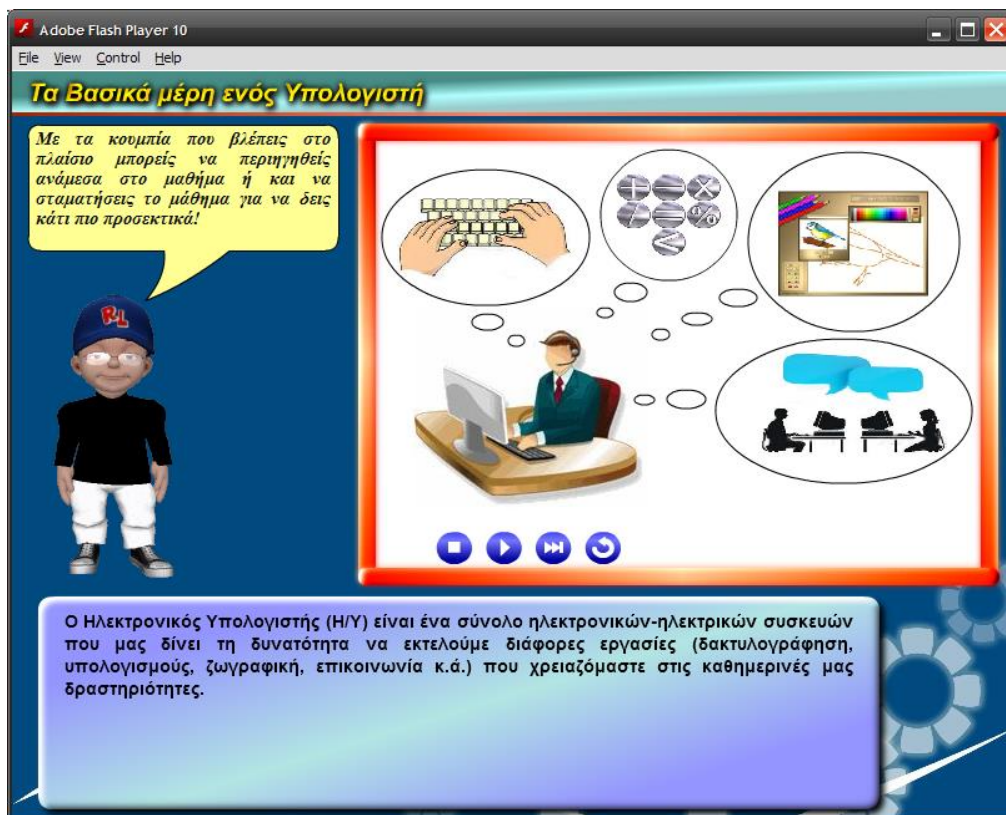 Adobe Flash Player 10
File View Control Help
Τα Βασικά μέρη ενός Υπολογιστή
Με τα κουμπία που βλέπεις στο
πλαίσιο μπορείς να περιηγηθείς
ανάμεσα στο μαθήμα ή και να
σταματήσεις το μάθημα για να δεις
κάτι πιο προσεκτικά!
RL
Ο Ηλεκτρονικός Υπολογιστής (Η/Υ) είναι ένα σύνολο ηλεκτρονικών-ηλεκτρικών συσκευών
που μας δίνει τη δυνατότητα να εκτελούμε διάφορες εργασίες (δακτυλογράφηση,
υπολογισμούς, ζωγραφική, επικοινωνία κ.ά.) που χρειαζόμαστε στις καθημερινές μας
δραστηριότητες.